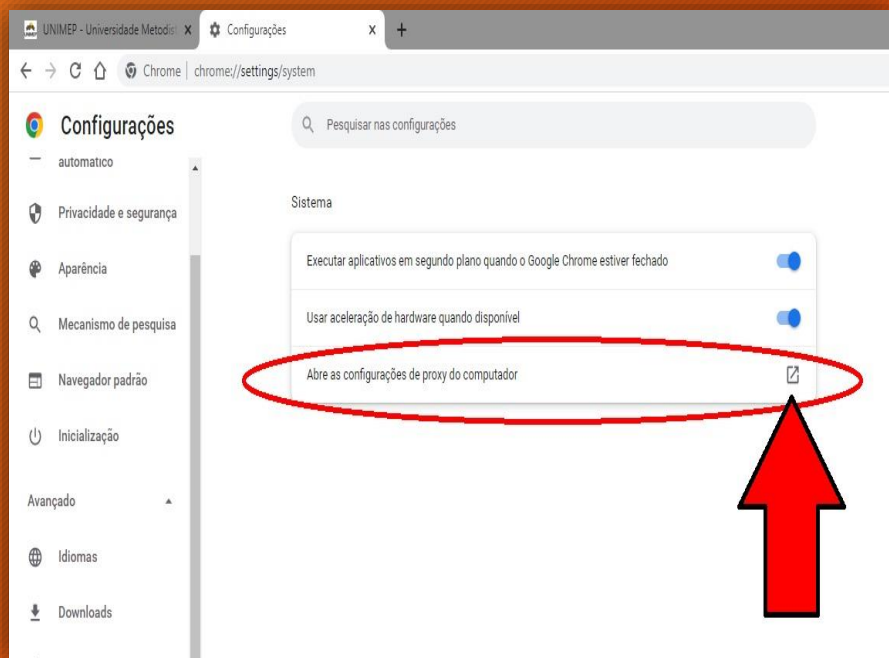 UNIMEP - Universidade Metodis
Configurações
Chrome | chrome://settings/system
Configurações
Pesquisar nas configurações
automático
Privacidade e segurança
Aparência
Mecanismo de pesquisa
Navegador padrão
Inicialização
Avançado
Idiomas
Downloads
Sistema
Executar aplicativos em segundo plano quando o Google Chrome estiver fechado
Usar aceleração de hardware quando disponível
Abre as configurações de proxy do computador